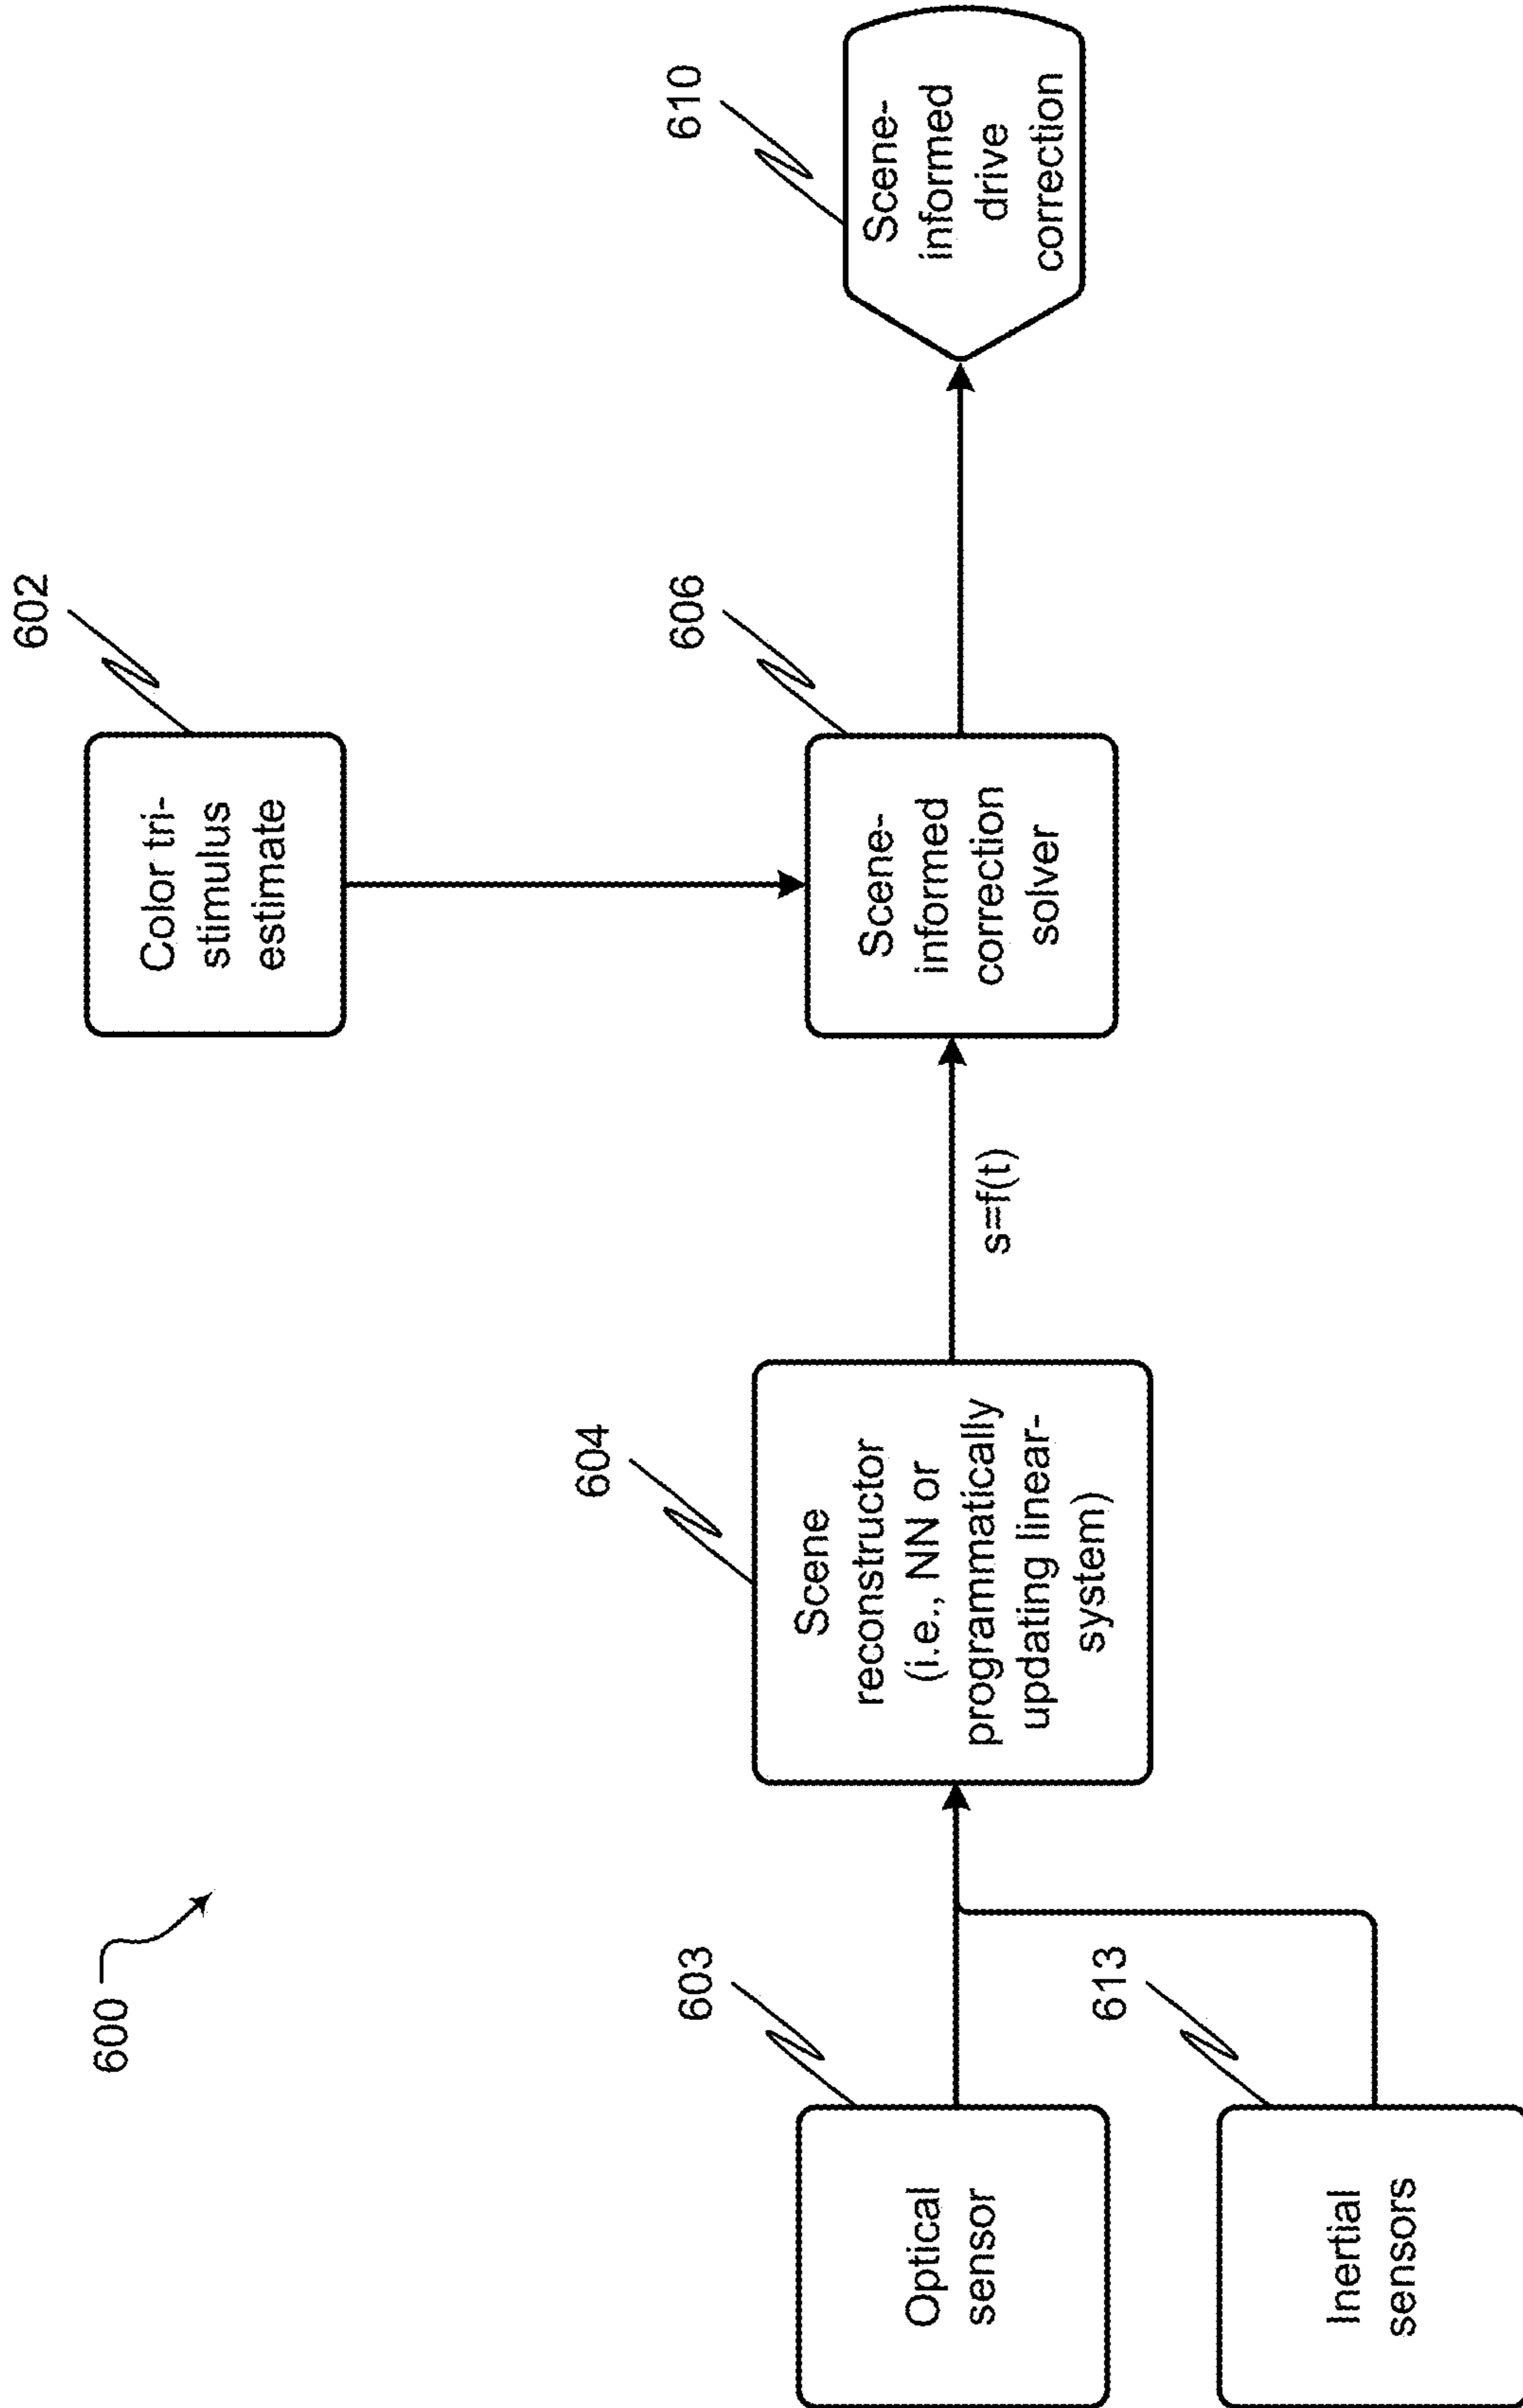 600
602
Color tri-
stimulus
estimate
603
Optical
sensor
613
Inertial
sensors
604
Scene
reconstructor
(i.e., NN or
programmatically
updating linear-
system)
s=f(t)
606
Scene-
informed
correction
solver
610
Scene-
informed
drive
correction